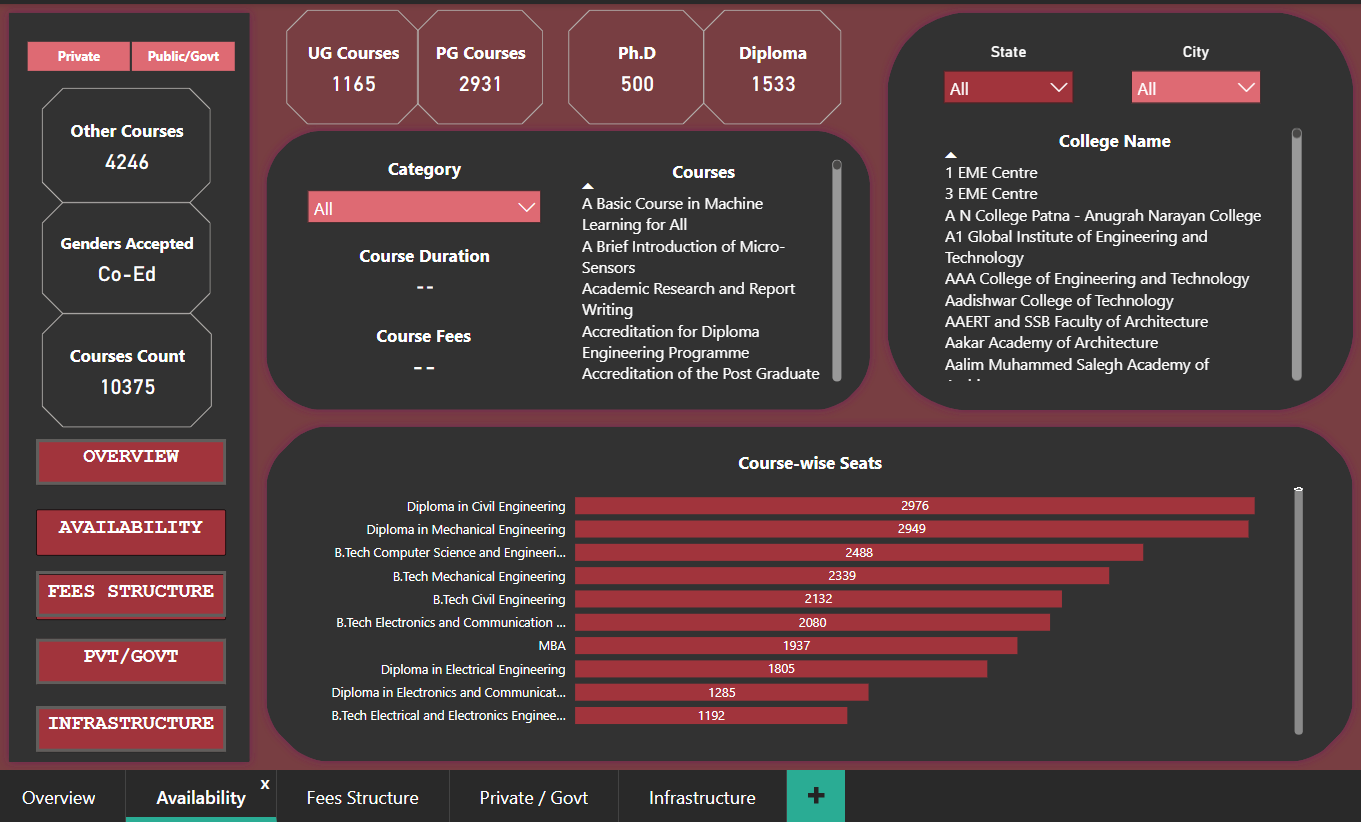 Private
Public/Govt
Other Courses
4246
Genders Accepted
Co-Ed
Courses Count
10375
OVERVIEW
AVAILABILITY
FEES STRUCTURE
PVT/GOVT
INFRASTRUCTURE
UG Courses
1165
PG Courses
2931
Ph.D
500
Diploma
1533
Category
All
Course Duration
--
Course Fees
--
Courses
A Basic Course in Machine
Learning for All
A Brief Introduction of Micro-
Sensors
Academic Research and Report
Writing
Accreditation for Diploma
Engineering Programme
Accreditation of the Post Graduate
State
All
City
All
College Name
1 EME Centre
3 EME Centre
A N College Patna - Anugrah Narayan College
A1 Global Institute of Engineering and
Technology
AAA College of Engineering and Technology
Aadishwar College of Technology
AAERT and SSB Faculty of Architecture
Aakar Academy of Architecture
Aalim Muhammed Salegh Academy of
Course-wise Seats
Diploma in Civil Engineering 2976
Diploma in Mechanical Engineering 2949
B.Tech Computer Science and Engineeri... 2488
B.Tech Mechanical Engineering 2339
B.Tech Civil Engineering 2132
B.Tech Electronics and Communication ... 2080
MBA 1937
Diploma in Electrical Engineering 1805
Diploma in Electronics and Communicat... 1285
B.Tech Electrical and Electronics Enginee... 1192
Overview
Availability
x
Fees Structure
Private / Govt
Infrastructure
+